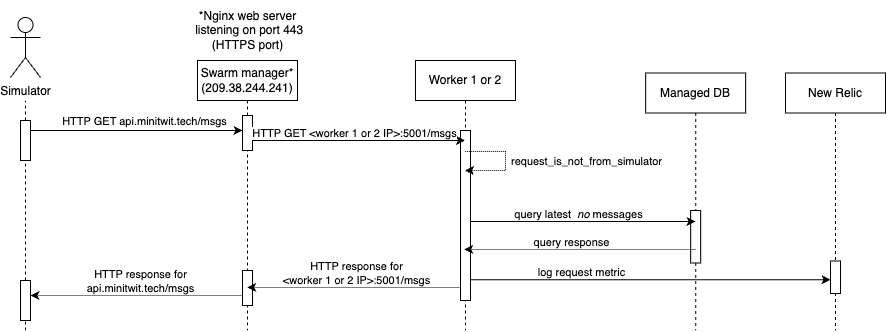 *Nginx web server
listening on port 443
(HTTPS port)
Simulator
Swarm manager*
(209.38.244.241)
Worker 1 or 2
Managed DB
New Relic
HTTP GET api.minitwit.tech/msgs
HTTP GET <worker 1 or 2 IP>:5001/msgs
request_is_not_from_simulator
query latest no messages
query response
HTTP response for
<worker 1 or 2 IP>:5001/msgs
log request metric
HTTP response for
api.minitwit.tech/msgs